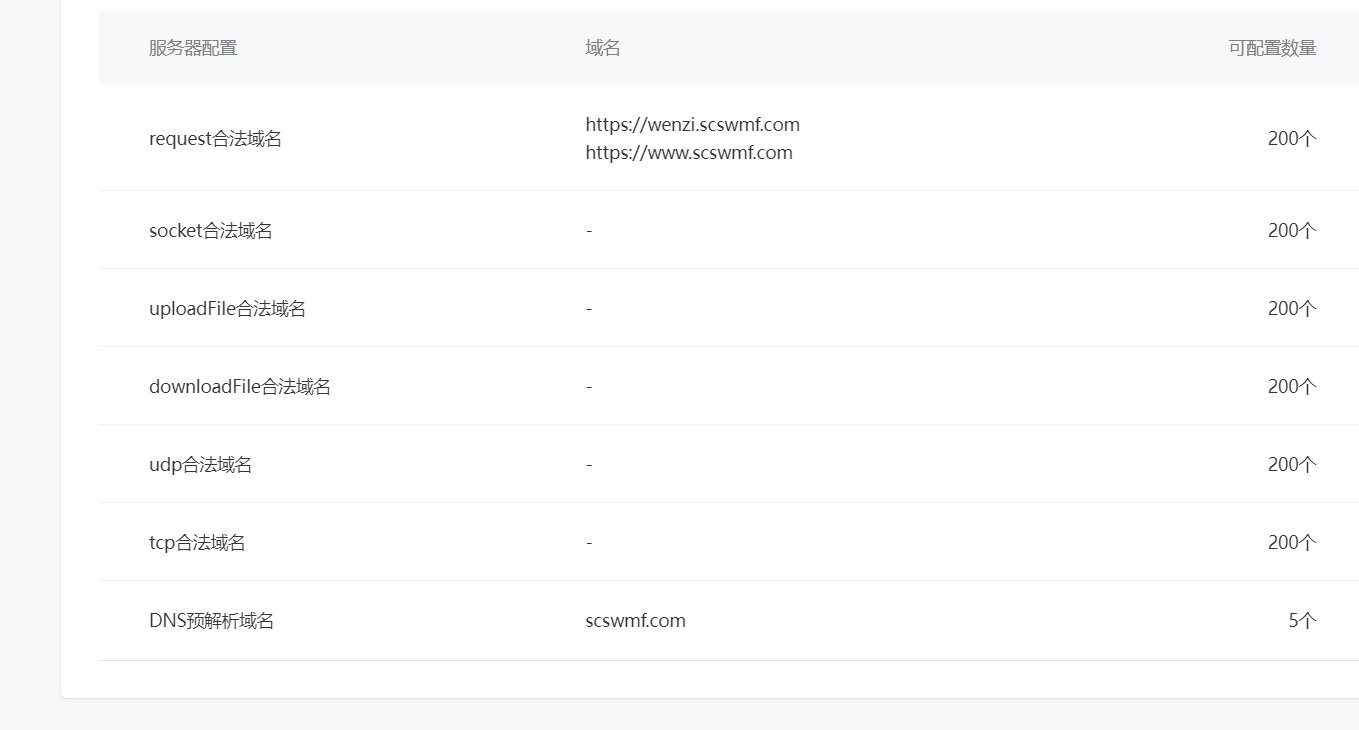 服务器配置 域名 可配置数量
request合法域名 https://wenzi.scswmf.com 200个
https://www.scswmf.com
socket合法域名 - 200个
uploadFile合法域名 - 200个
downloadFile合法域名 - 200个
udp合法域名 - 200个
tcp合法域名 - 200个
DNS预解析域名 scswmf.com 5个